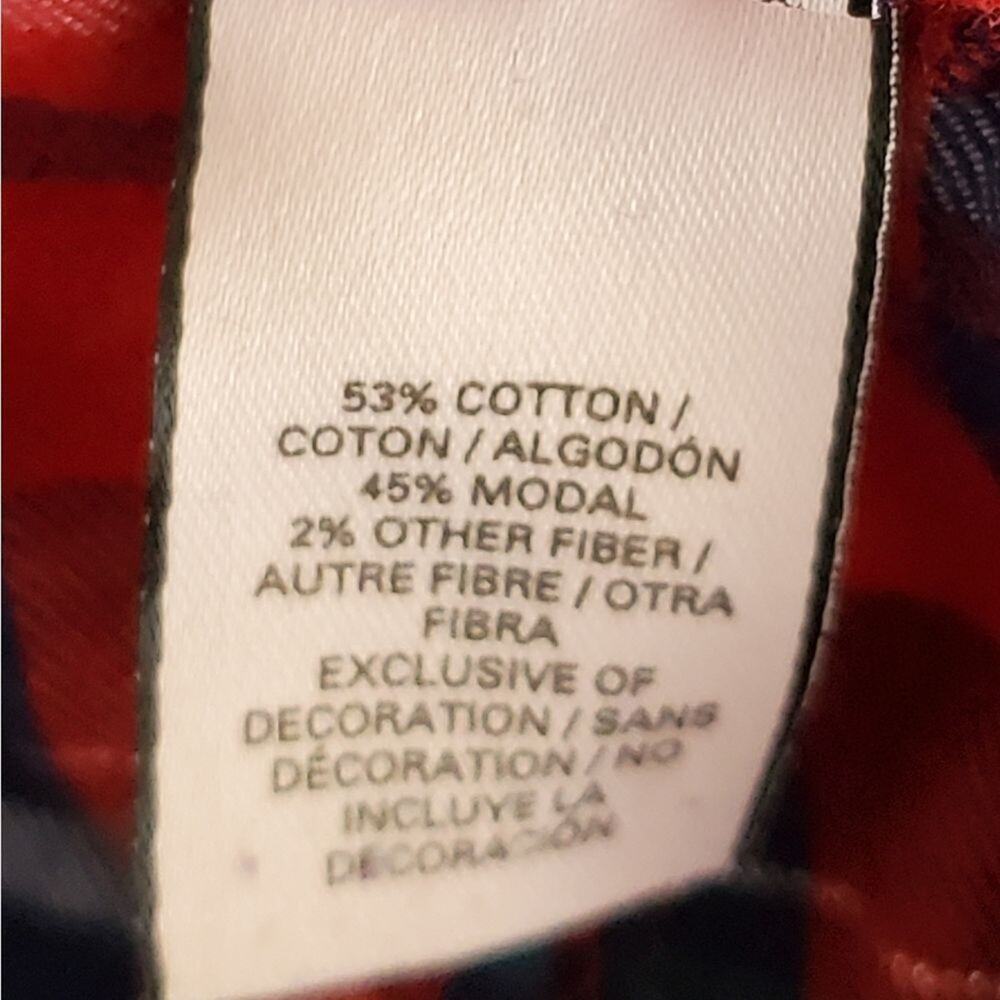 53% COTTON /
COTON / ALGODÓN
45% MODAL
2% OTHER FIBER /
AUTRE FIBRE / OTRA
FIBRA
EXCLUSIVE OF
DECORATION / SANS
DÉCORATION / NO
INCLUYE LA
DECORACIÓN